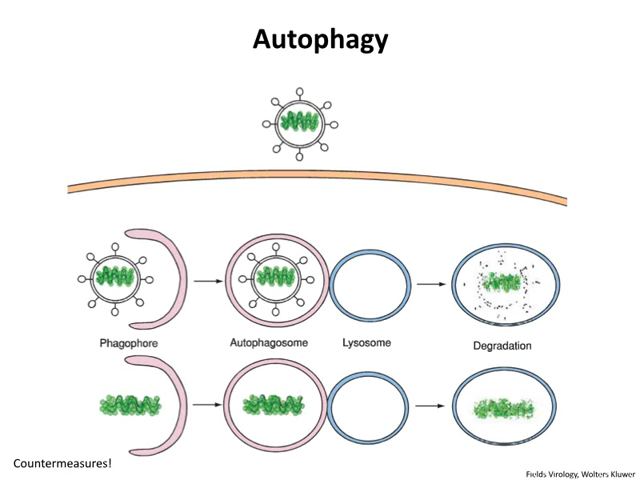 Autophagy
Phagophore
Autophagosome
Lysosome
Degradation
Countermeasures!
Fields Virology, Wolters Kluwer